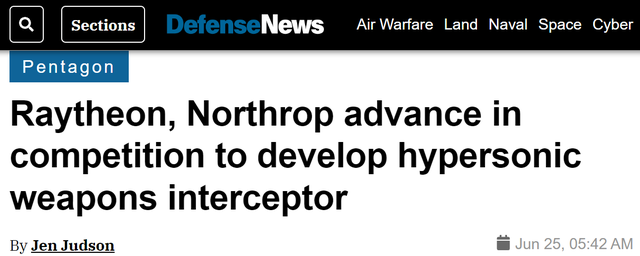 Sections DefenseNews Air Warfare Land Naval Space Cyber
Pentagon
Raytheon, Northrop advance in
competition to develop hypersonic
weapons interceptor
By Jen Judson Jun 25, 05:42 AM